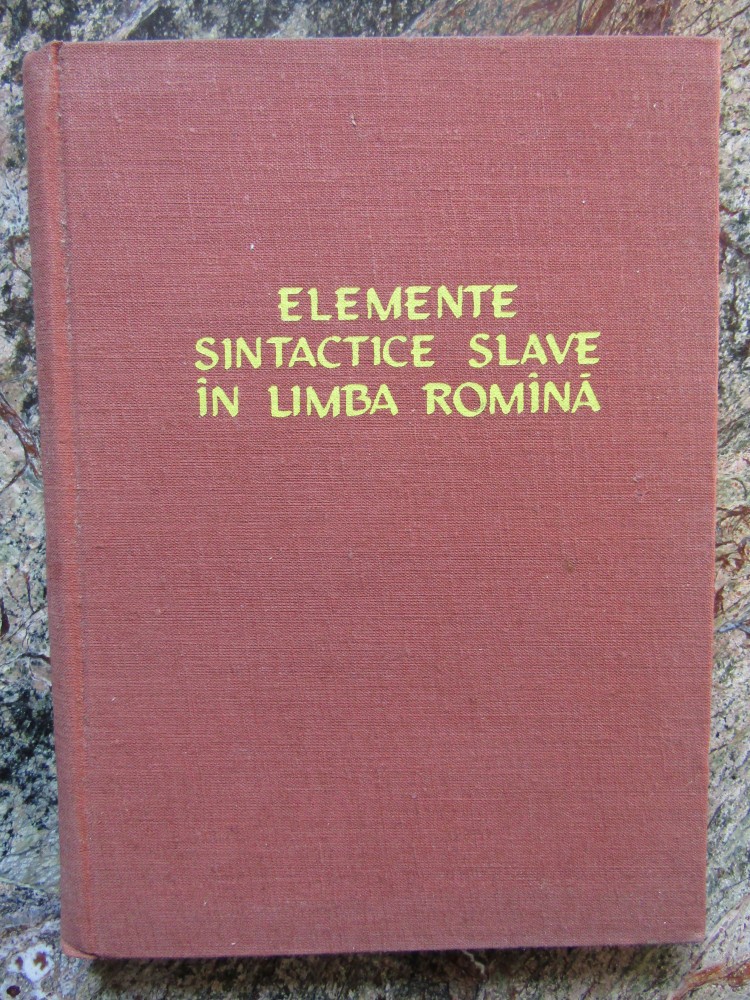 ELEMENTE
SINTACTICE SLAVE
ÎN LIMBA ROMÎNĂ